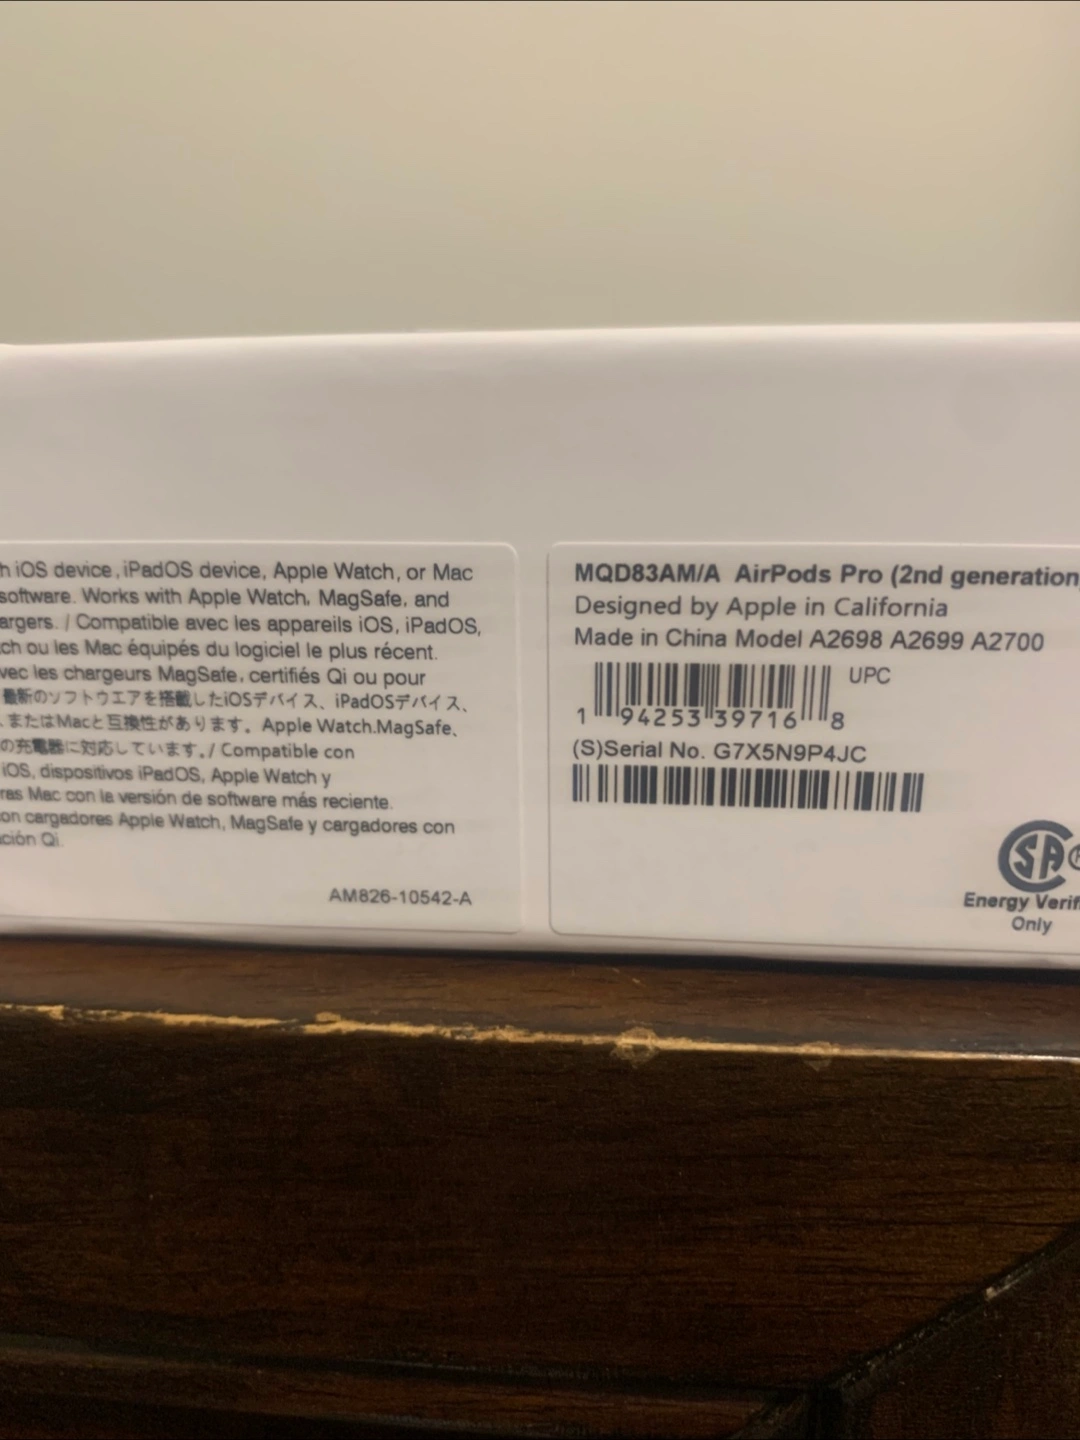 h iOS device, iPadOS device, Apple Watch, or Mac
software. Works with Apple Watch, MagSafe, and
argers. / Compatible avec les appareils iOS, iPadOS,
ch ou les Mac équipés du logiciel le plus récent.
vec les chargeurs MagSafe, certifiés Qi ou pour
最新のソフトウエアを搭載したiOSデバイス、iPadOSデバイス、
、またはMacと互換性があります。Apple Watch.MagSafe、
の充電器に対応しています。/ Compatible con
iOS, dispositivos iPadOS, Apple Watch y
ras Mac con la versión de software más reciente.
on cargadores Apple Watch, MagSafe y cargadores con
ción Qi.
AM826-10542-A
MQD83AM/A AirPods Pro (2nd generation)
Designed by Apple in California
Made in China Model A2698 A2699 A2700
UPC
1 94253 39716 8
(S)Serial No. G7X5N9P4JC
CSA
Energy Verif
Only